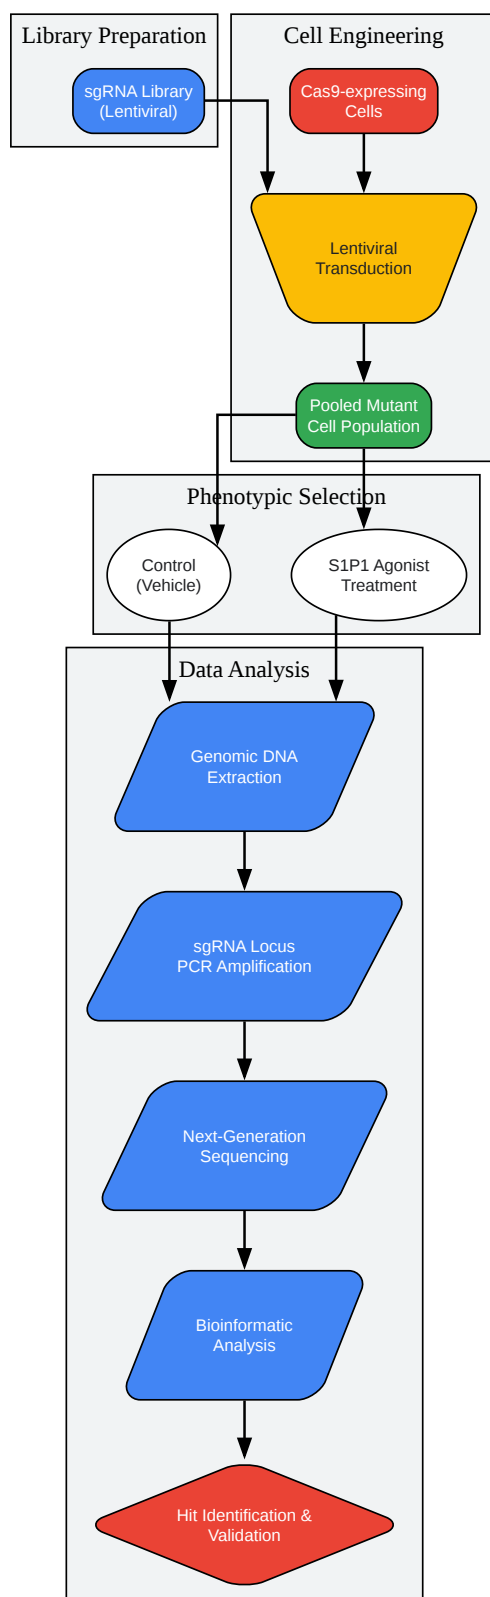 Library Preparation
Cell Engineering
sgRNA Library
(Lentiviral)
Cas9-expressing
Cells
Lentiviral
Transduction
Pooled Mutant
Cell Population
Phenotypic Selection
Control
(Vehicle)
S1P1 Agonist
Treatment
Data Analysis
Genomic DNA
Extraction
sgRNA Locus
PCR Amplification
Next-Generation
Sequencing
Bioinformatic
Analysis
Hit Identification &
Validation